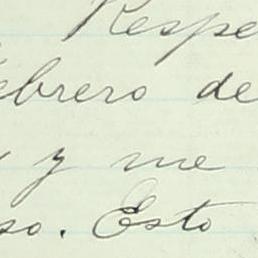 Respe
ebrero de
y me
so. Esto